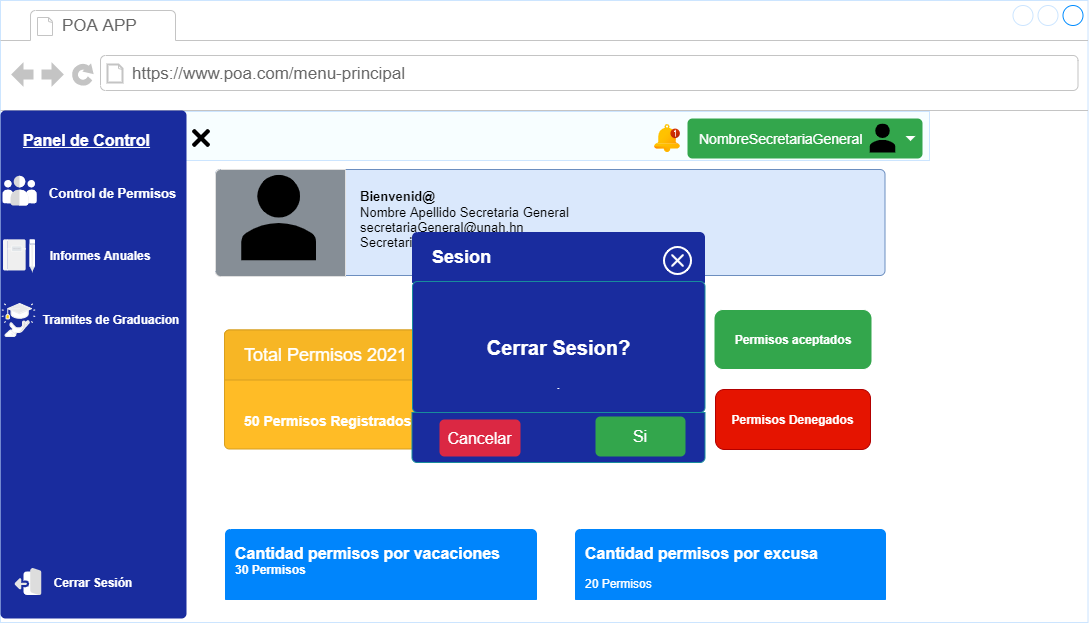 POA APP
https://www.poa.com/menu-principal
Panel de Control
NombreSecretariaGeneral
1
Control de Permisos
Informes Anuales
Tramites de Graduacion
Cerrar Sesión
Bienvenid@
Nombre Apellido Secretaria General
secretariaGeneral@unah.hn
Secretari
Sesion
Cerrar Sesion?
.
Cancelar
Si
Total Permisos 2021
50 Permisos Registrados
Permisos aceptados
Permisos Denegados
Cantidad permisos por vacaciones
30 Permisos
Cantidad permisos por excusa
20 Permisos